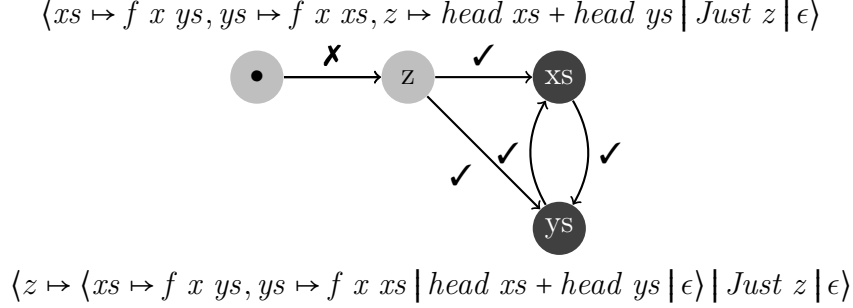 ⟨xs ↦ f x ys, ys ↦ f x xs, z ↦ head xs + head ys | Just z | ϵ⟩
✗ ✓
• z xs
✓ ✓ ✓
ys
⟨z ↦ ⟨xs ↦ f x ys, ys ↦ f x xs | head xs + head ys | ϵ⟩ | Just z | ϵ⟩